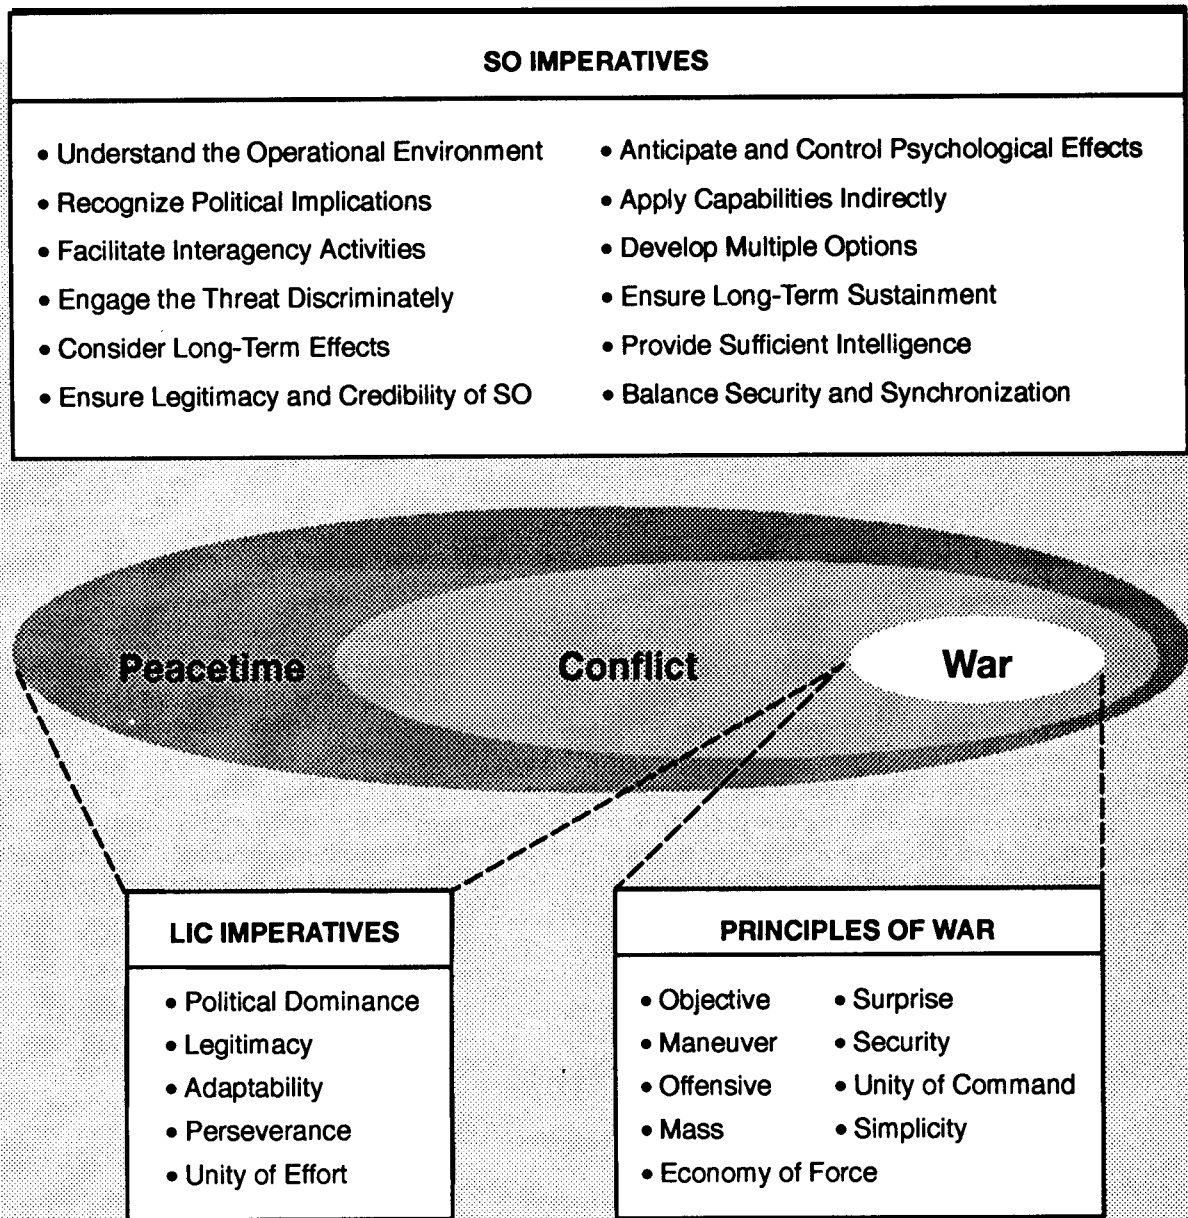 SO IMPERATIVES
• Understand the Operational Environment
• Recognize Political Implications
• Facilitate Interagency Activities
• Engage the Threat Discriminately
• Consider Long-Term Effects
• Ensure Legitimacy and Credibility of SO
• Anticipate and Control Psychological Effects
• Apply Capabilities Indirectly
• Develop Multiple Options
• Ensure Long-Term Sustainment
• Provide Sufficient Intelligence
• Balance Security and Synchronization
Peacetime
Conflict
War
LIC IMPERATIVES
• Political Dominance
• Legitimacy
• Adaptability
• Perseverance
• Unity of Effort
PRINCIPLES OF WAR
• Objective
• Maneuver
• Offensive
• Mass
• Economy of Force
• Surprise
• Security
• Unity of Command
• Simplicity